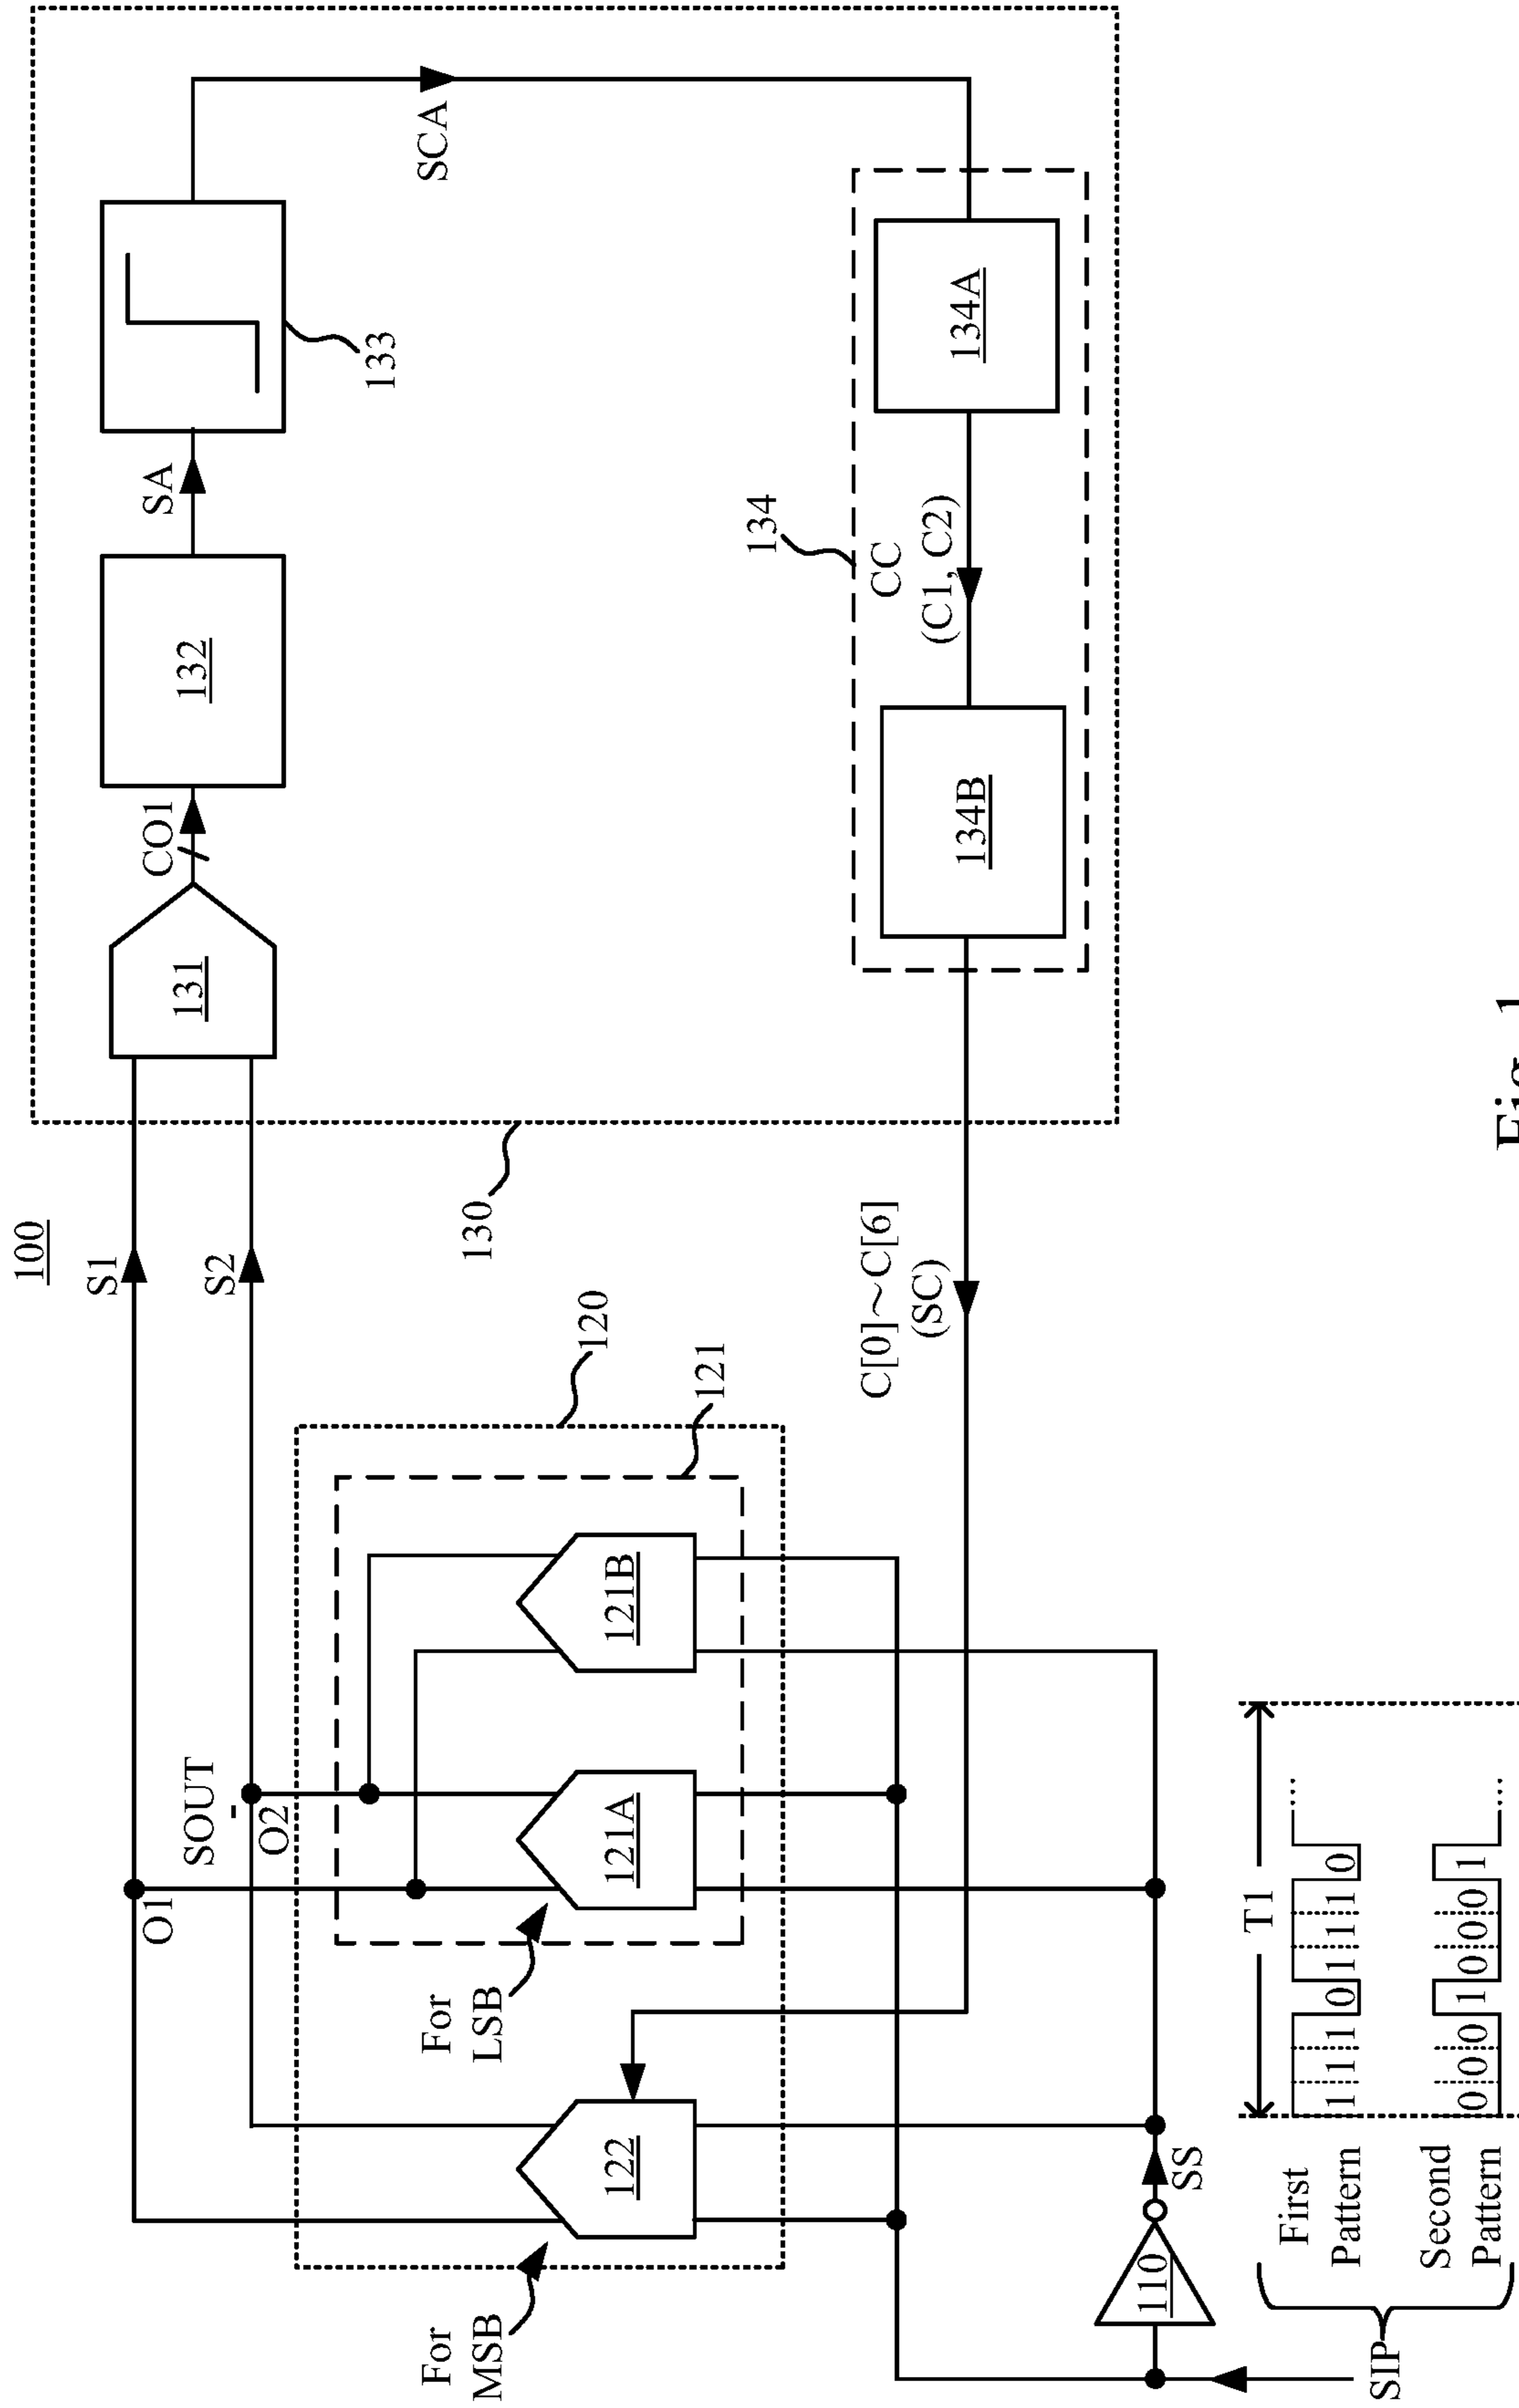 100
S1
S2
131
CO1
132
SA
133
SCA
130
134
134A
CC
(C1, C2)
134B
C[0]~C[6]
(SC)
120
121
SOUT
O1
O2
121A
121B
122
For
LSB
For
MSB
110
SS
SIP
First
Pattern
1 1 1 0 1 1 1 0 ...
Second
Pattern
0 0 0 1 0 0 0 1 ...
T1
Fig. 1